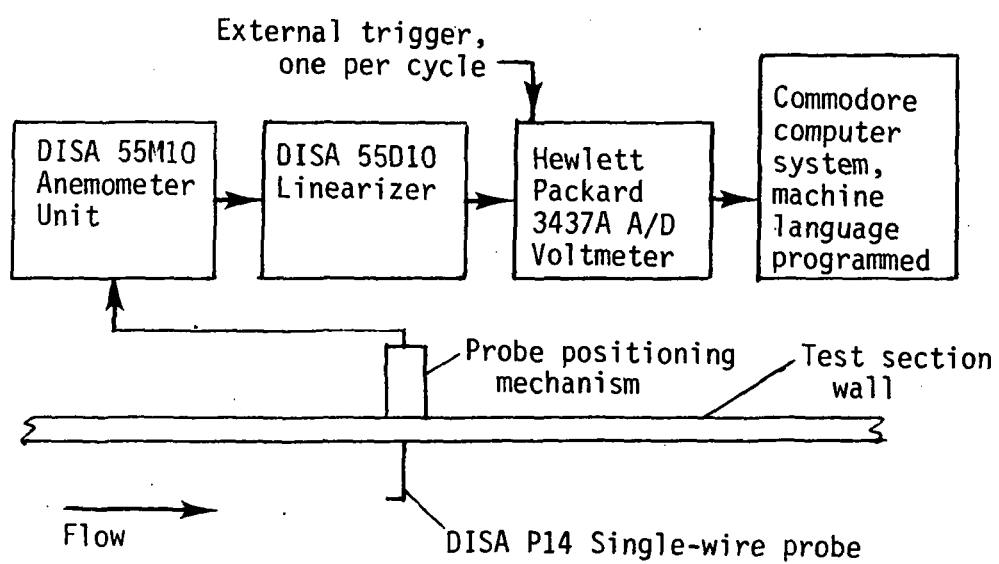 External trigger,
one per cycle
DISA 55M10
Anemometer
Unit
DISA 55D10
Linearizer
Hewlett
Packard
3437A A/D
Voltmeter
Commodore
computer
system,
machine
language
programmed
Probe positioning
mechanism
Test section
wall
Flow
DISA P14 Single-wire probe